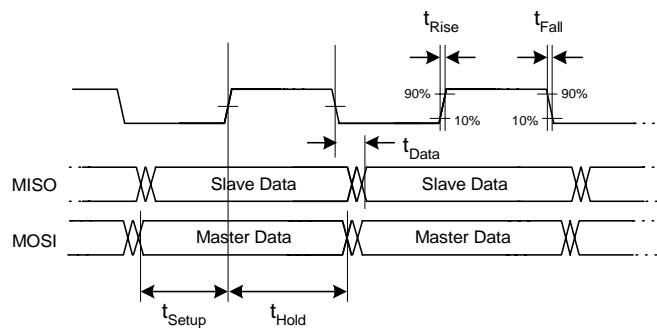 tRise tFall
90% 90%
10% 10%
tData
MISO Slave Data Slave Data
MOSI Master Data Master Data
tSetup tHold